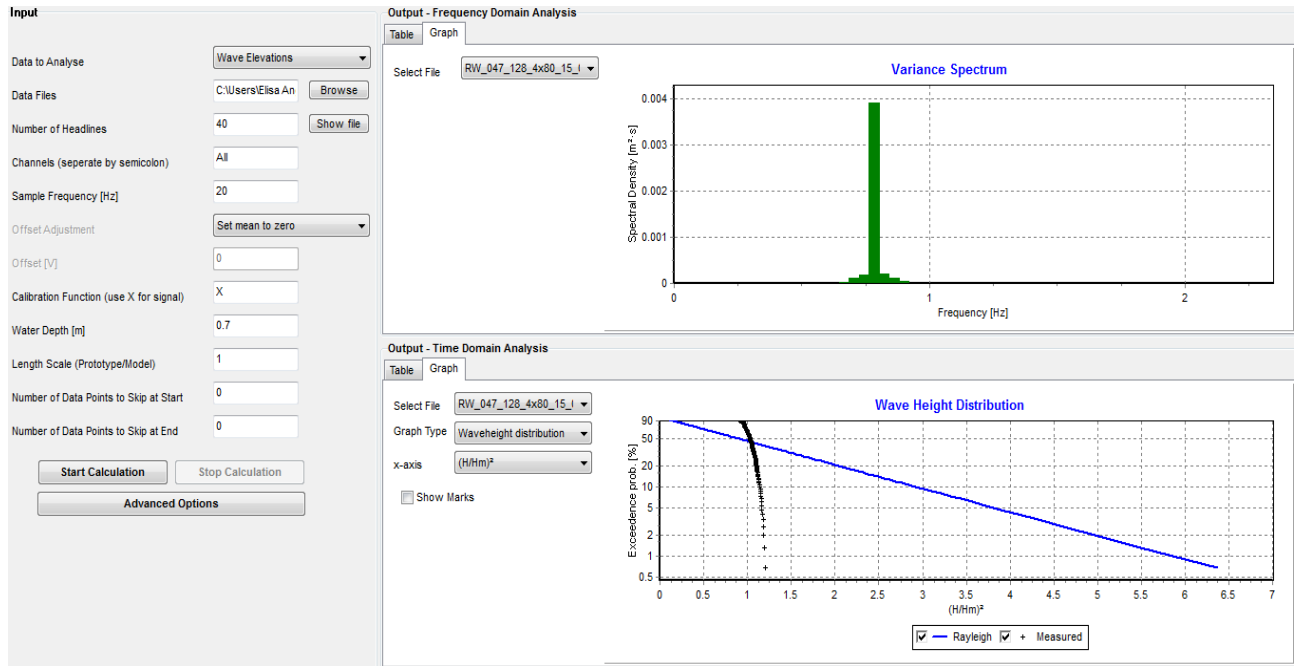 Input
Data to Analyse
Wave Elevations
Data Files
C:\Users\Elisa An
Browse
Number of Headlines
40
Show file
Channels (seperate by semicolon)
All
Sample Frequency [Hz]
20
Offset Adjustment
Set mean to zero
Offset [V]
0
Calibration Function (use X for signal)
X
Water Depth [m]
0.7
Length Scale (Prototype/Model)
1
Number of Data Points to Skip at Start
0
Number of Data Points to Skip at End
0
Start Calculation
Stop Calculation
Advanced Options
Output - Frequency Domain Analysis
Table
Graph
Select File
RW_047_128_4x80_15_
Variance Spectrum
Spectral Density [m²·s]
0.004
0.003
0.002
0.001
0
0 1 2
Frequency [Hz]
Output - Time Domain Analysis
Table
Graph
Select File
RW_047_128_4x80_15_
Graph Type
Waveheight distribution
x-axis
(H/Hm)²
Show Marks
Wave Height Distribution
Exceedence prob. [%]
90
50
20
10
5
2
1
0.5
0 0.5 1 1.5 2 2.5 3 3.5 4 4.5 5 5.5 6 6.5 7
(H/Hm)²
Rayleigh + Measured